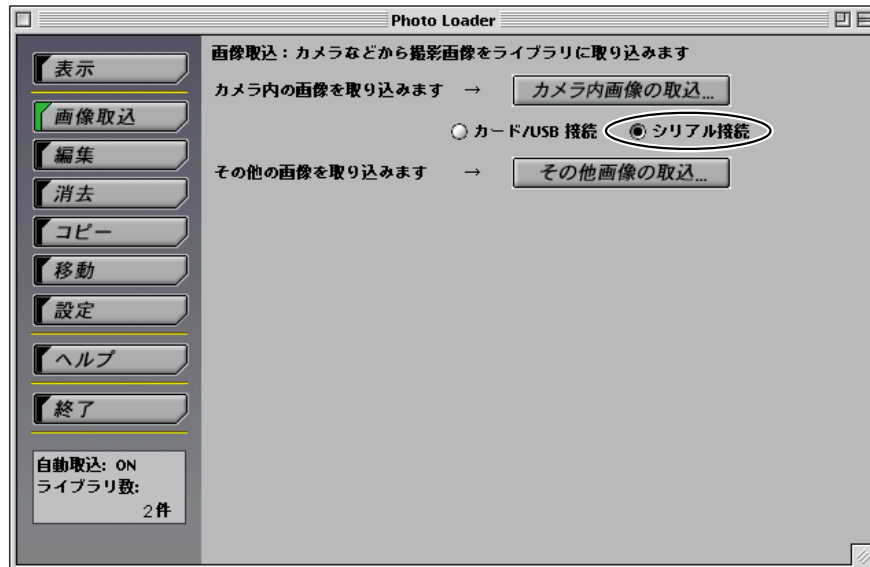 Photo Loader
表示
画像取込
編集
消去
コピー
移動
設定
ヘルプ
終了
自動取込: ON
ライブラリ数:
2件
画像取込：カメラなどから撮影画像をライブラリに取り込みます
カメラ内の画像を取り込みます → カメラ内画像の取込...
カード/USB 接続 シリアル接続
その他の画像を取り込みます → その他画像の取込...